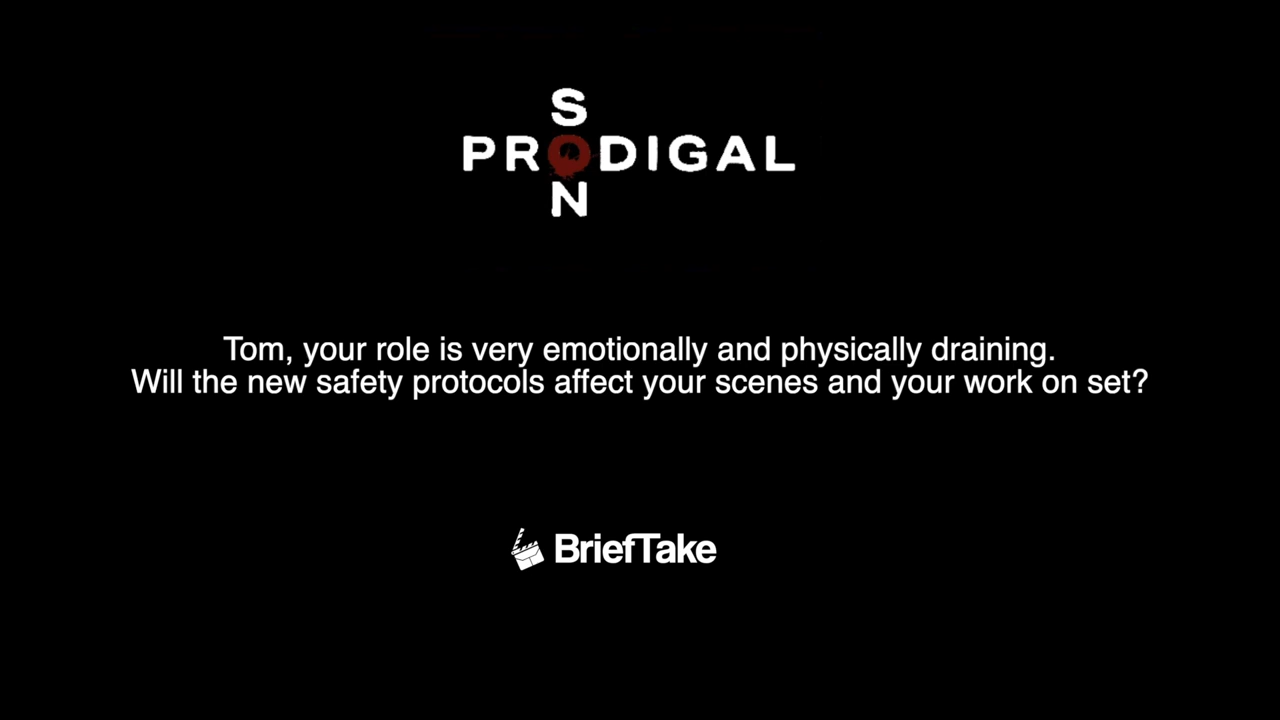 S
PRODIGAL
N
Tom, your role is very emotionally and physically draining.
Will the new safety protocols affect your scenes and your work on set?
BriefTake